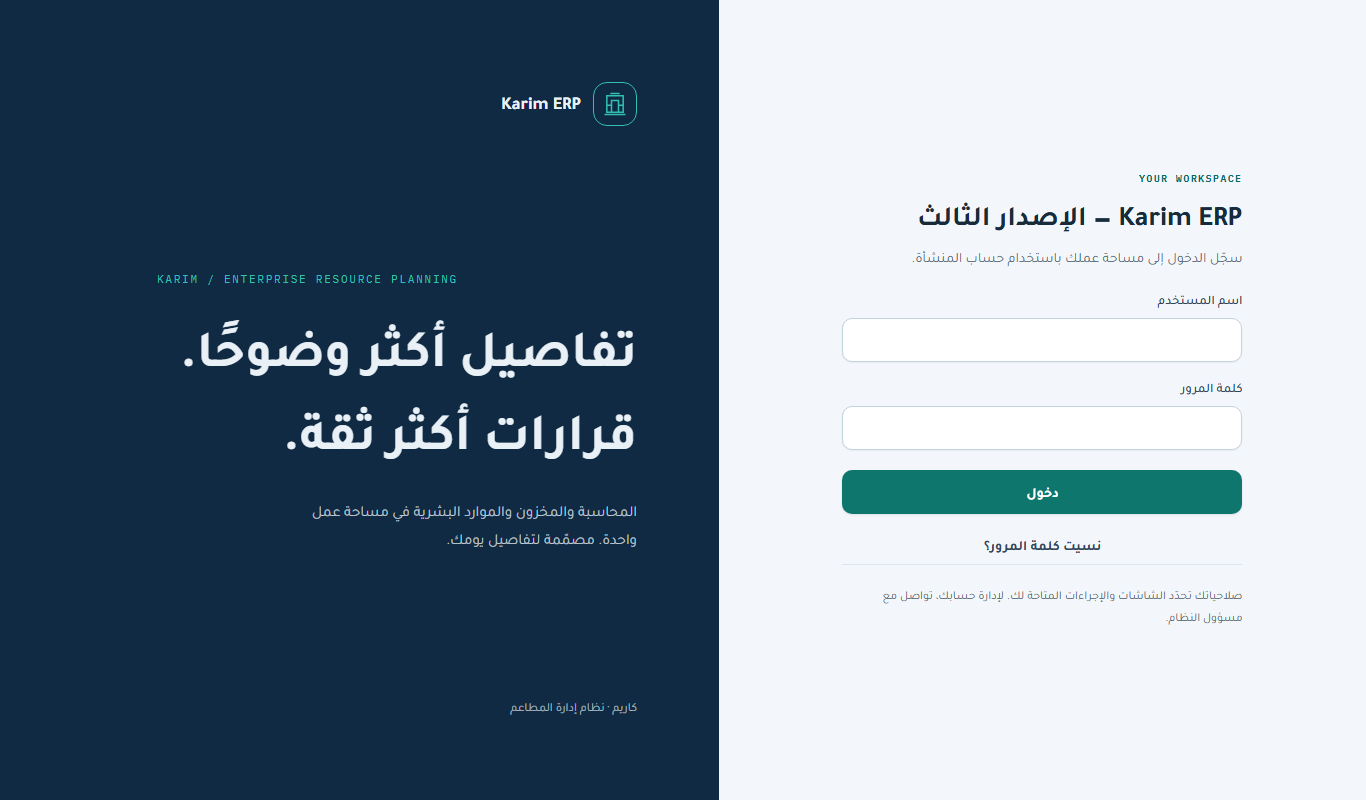 Karim ERP
KARIM / ENTERPRISE RESOURCE PLANNING
تفاصيل أكثر وضوحًا.
قرارات أكثر ثقة.
المحاسبة والمخزون والموارد البشرية في مساحة عمل
واحدة. مصمّمة لتفاصيل يومك.
كاريم · نظام إدارة المطاعم
YOUR WORKSPACE
Karim ERP — الإصدار الثالث
سجّل الدخول إلى مساحة عملك باستخدام حساب المنشأة.
اسم المستخدم
كلمة المرور
دخول
نسيت كلمة المرور؟
صلاحياتك تحدّد الشاشات والإجراءات المتاحة لك. لإدارة حسابك، تواصل مع
مسؤول النظام.